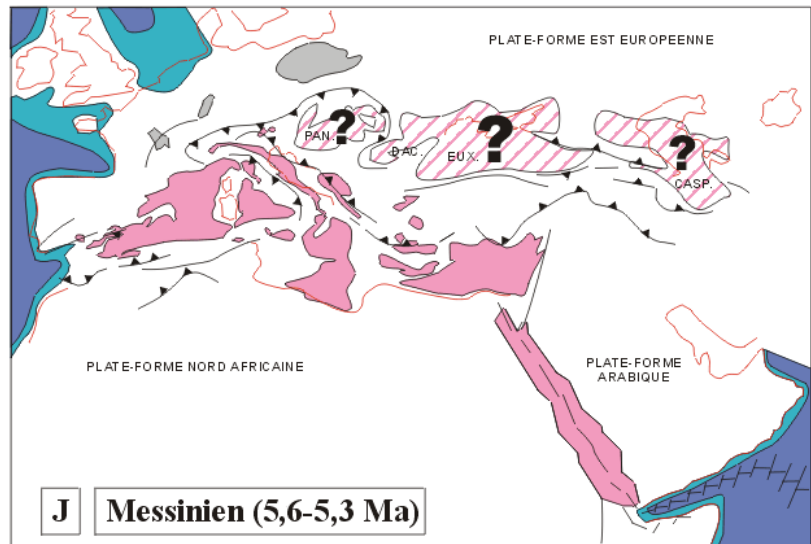 PLATE-FORME EST EUROPEENNE
?
PAN.
?
DAC.
EUX.
?
CASP.
PLATE-FORME NORD AFRICAINE
PLATE-FORME
ARABIQUE
J
Messinien (5,6-5,3 Ma)